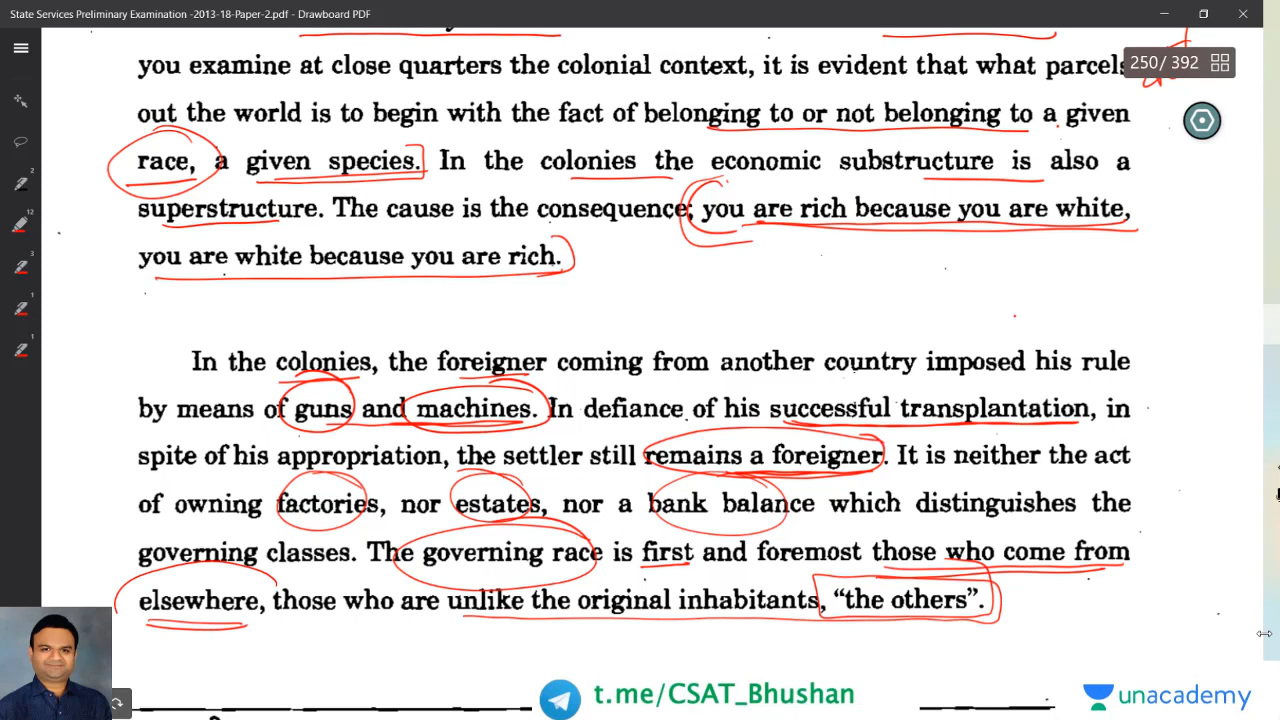 State Services Preliminary Examination -2013-18-Paper-2.pdf - Drawboard PDF
250 / 392
you examine at close quarters the colonial context, it is evident that what parcels
out the world is to begin with the fact of belonging to or not belonging to a given
race, a given species. In the colonies the economic substructure is also a
superstructure. The cause is the consequence; you are rich because you are white,
you are white because you are rich.
In the colonies, the foreigner coming from another country imposed his rule
by means of guns and machines. In defiance of his successful transplantation, in
spite of his appropriation, the settler still remains a foreigner. It is neither the act
of owning factories, nor estates, nor a bank balance which distinguishes the
governing classes. The governing race is first and foremost those who come from
elsewhere, those who are unlike the original inhabitants, “the others”.
2
12
3
1
1
t.me/CSAT_Bhushan
unacademy